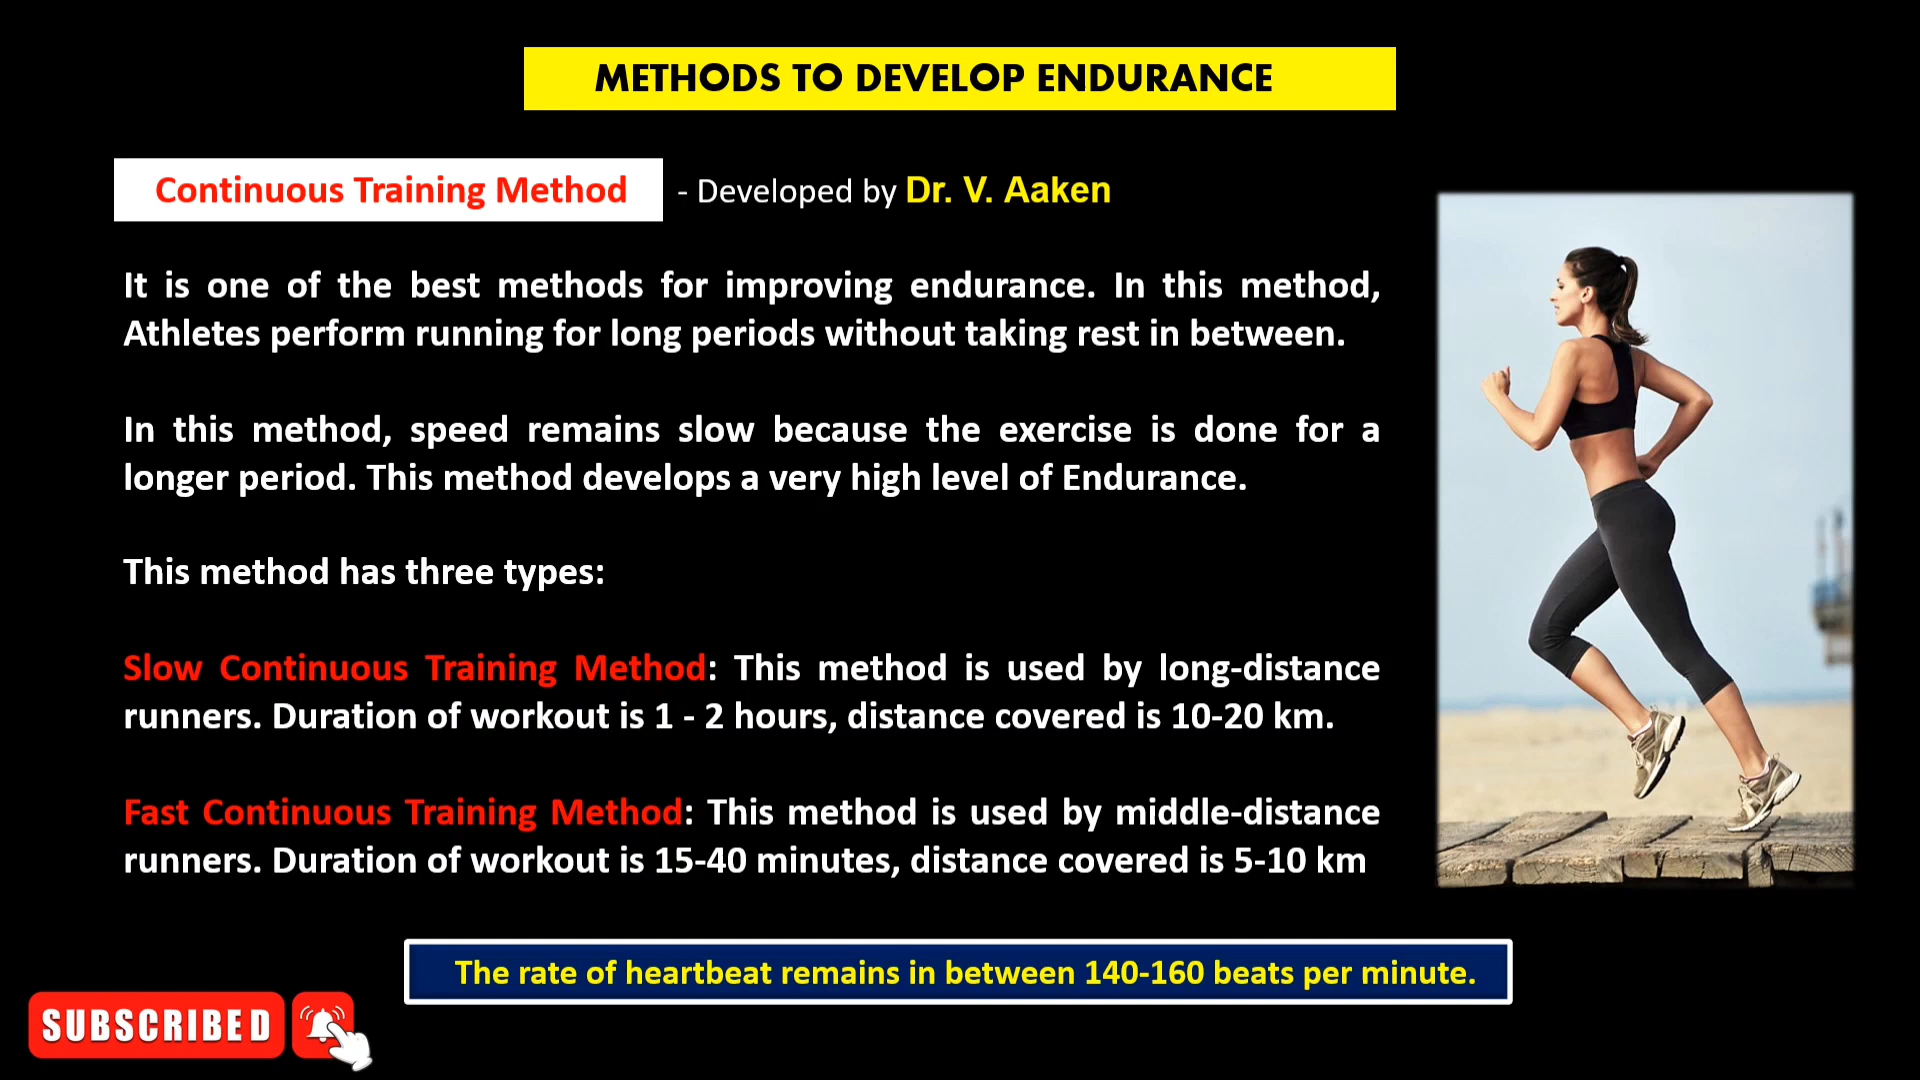 METHODS TO DEVELOP ENDURANCE
Continuous Training Method - Developed by Dr. V. Aaken
It is one of the best methods for improving endurance. In this method,
Athletes perform running for long periods without taking rest in between.
In this method, speed remains slow because the exercise is done for a
longer period. This method develops a very high level of Endurance.
This method has three types:
Slow Continuous Training Method: This method is used by long-distance
runners. Duration of workout is 1 - 2 hours, distance covered is 10-20 km.
Fast Continuous Training Method: This method is used by middle-distance
runners. Duration of workout is 15-40 minutes, distance covered is 5-10 km
The rate of heartbeat remains in between 140-160 beats per minute.
SUBSCRIBED